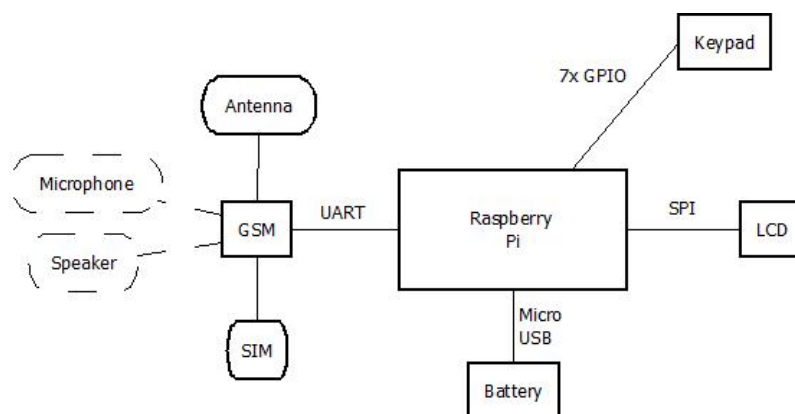 Keypad
7x GPIO
Antenna
Microphone
UART
Raspberry
Pi
SPI
GSM
LCD
Speaker
Micro
USB
SIM
Battery